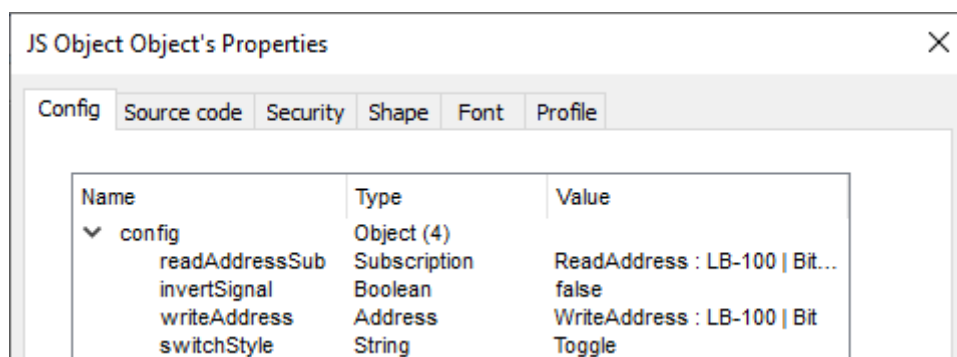 JS Object Object's Properties
Config Source code Security Shape Font Profile
Name Type Value
config Object (4)
readAddressSub Subscription ReadAddress : LB-100 | Bit...
invertSignal Boolean false
writeAddress Address WriteAddress : LB-100 | Bit
switchStyle String Toggle